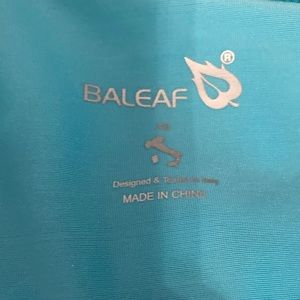 BALEAF®
Designed & Tested in Italy
MADE IN CHINA